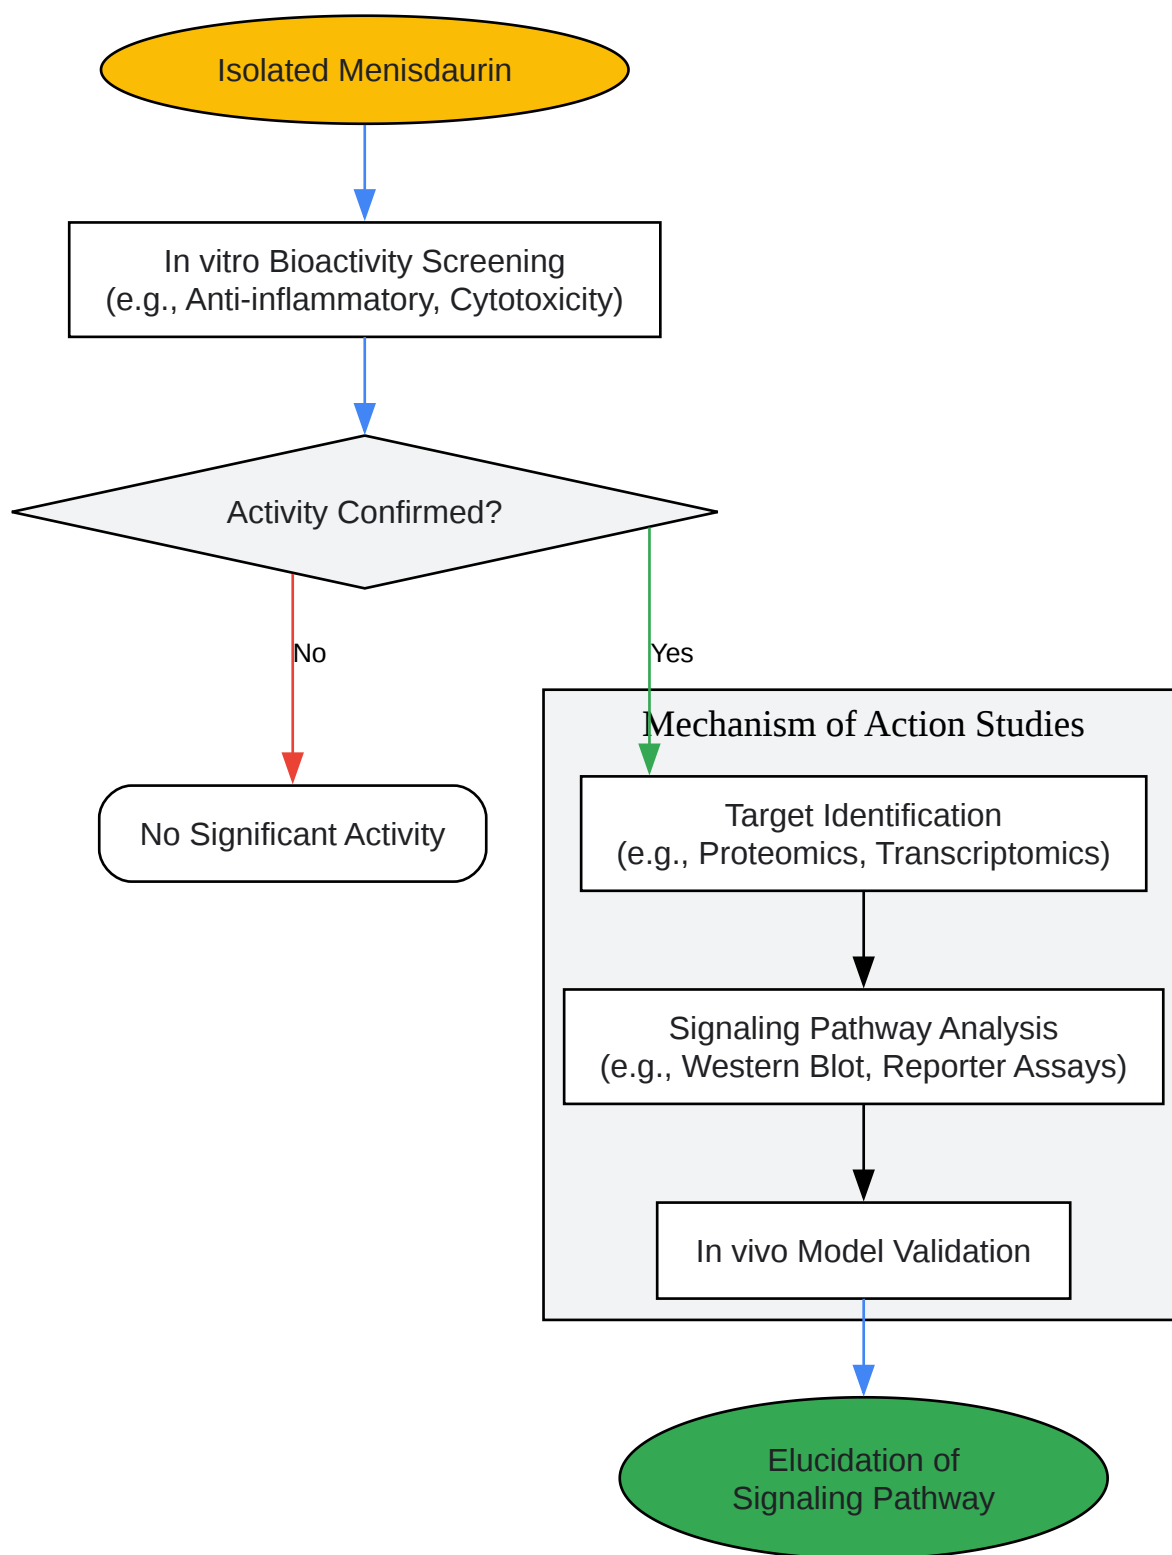 Isolated Menisdaurin
In vitro Bioactivity Screening
(e.g., Anti-inflammatory, Cytotoxicity)
Activity Confirmed?
No
Yes
Mechanism of Action Studies
No Significant Activity
Target Identification
(e.g., Proteomics, Transcriptomics)
Signaling Pathway Analysis
(e.g., Western Blot, Reporter Assays)
In vivo Model Validation
Elucidation of
Signaling Pathway